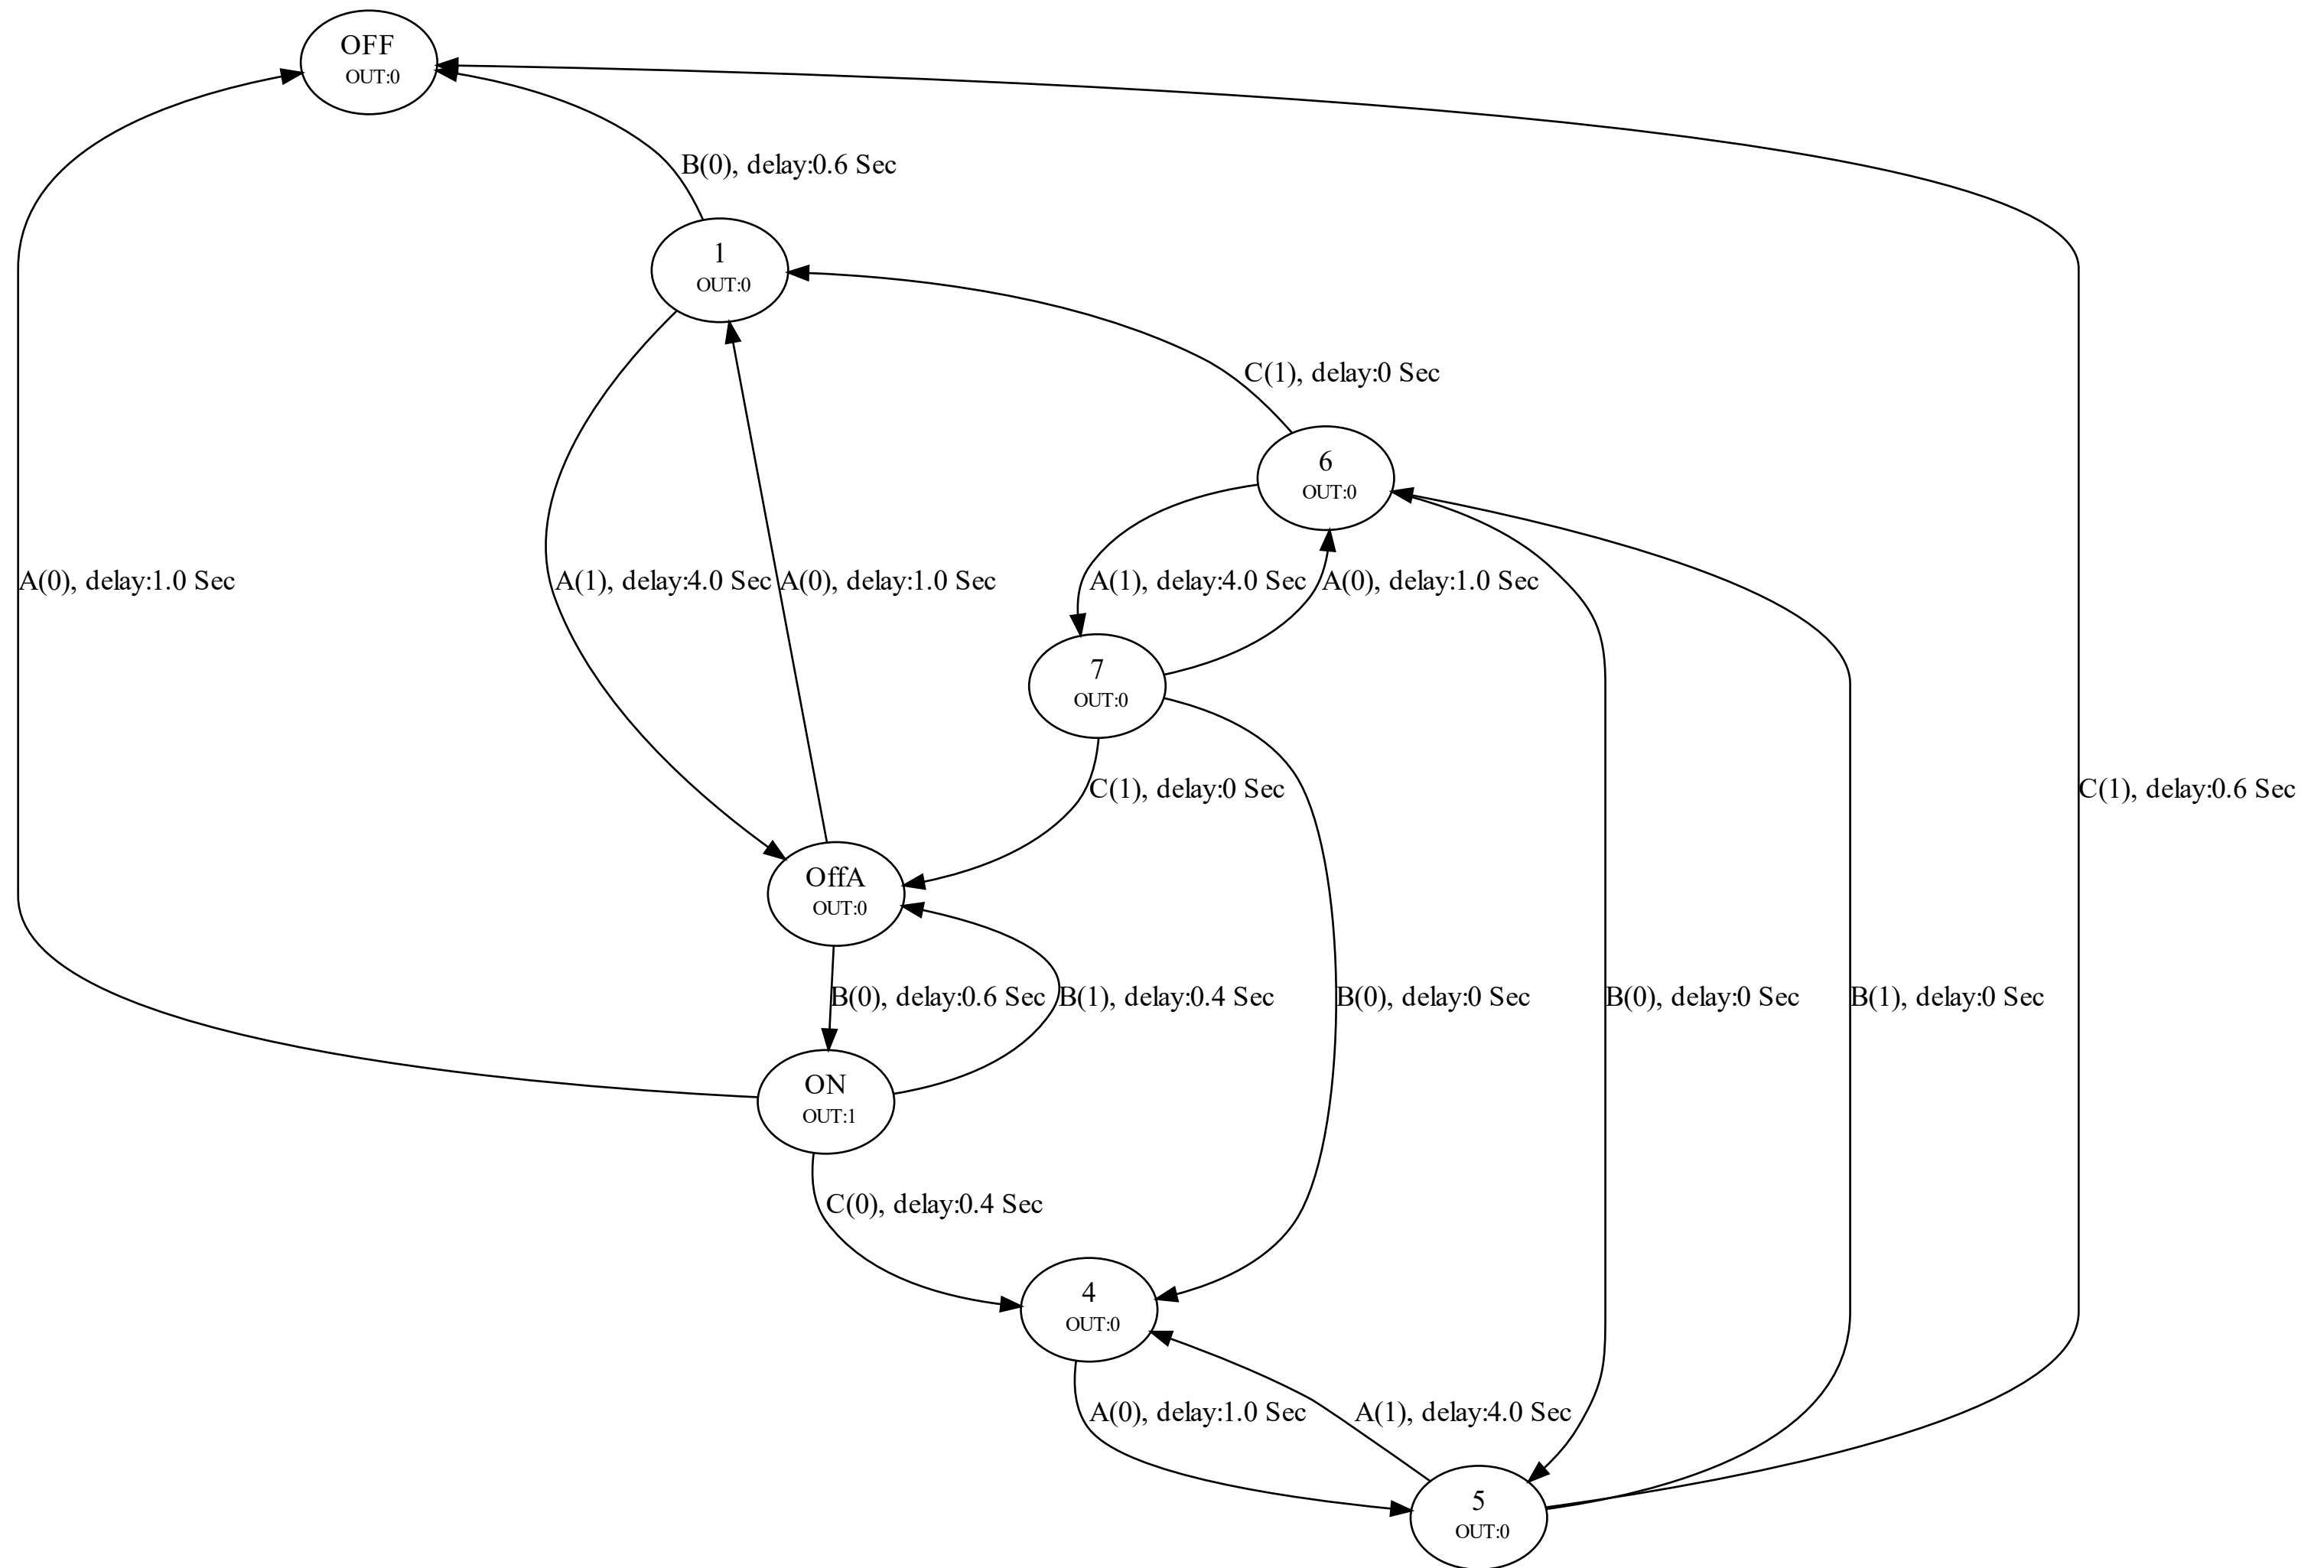 OFF
OUT:0
B(0), delay:0.6 Sec
1
OUT:0
C(1), delay:0 Sec
6
OUT:0
A(0), delay:1.0 Sec
A(1), delay:4.0 Sec
A(0), delay:1.0 Sec
A(1), delay:4.0 Sec
A(0), delay:1.0 Sec
7
OUT:0
C(1), delay:0 Sec
C(1), delay:0.6 Sec
OffA
OUT:0
B(0), delay:0.6 Sec
B(1), delay:0.4 Sec
B(0), delay:0 Sec
B(0), delay:0 Sec
B(1), delay:0 Sec
ON
OUT:1
C(0), delay:0.4 Sec
4
OUT:0
A(0), delay:1.0 Sec
A(1), delay:4.0 Sec
5
OUT:0